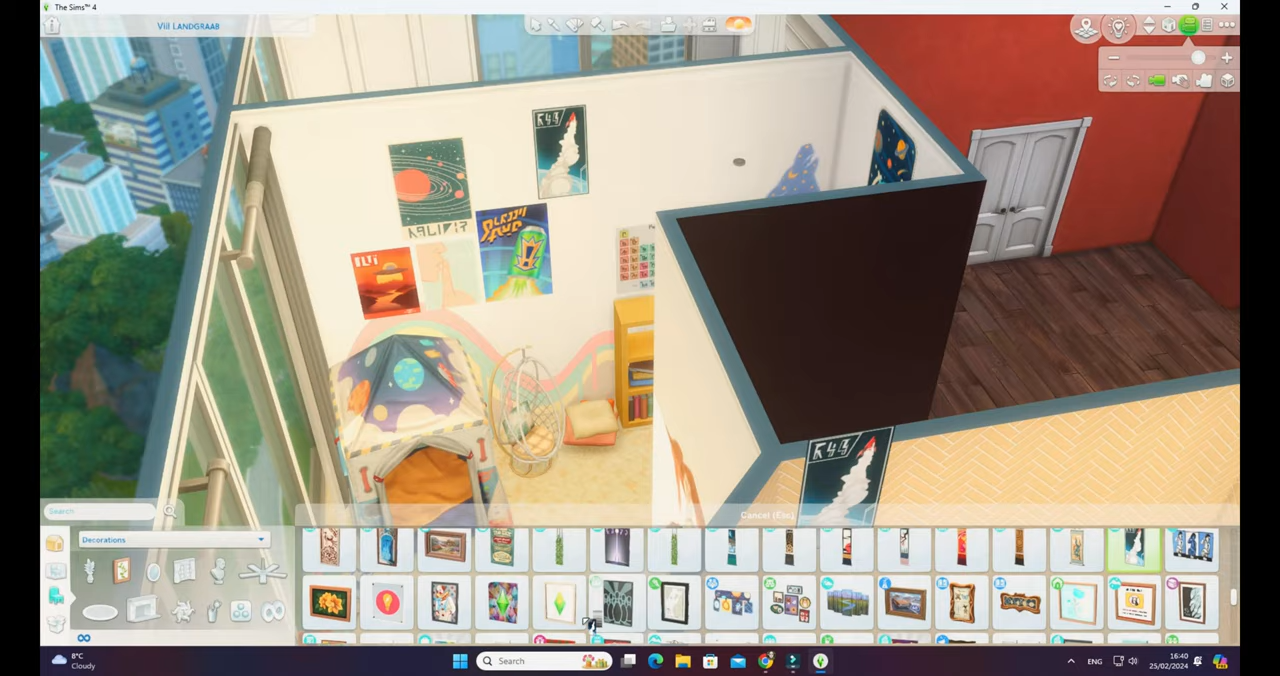 The Sims™ 4
Viil LANDGRAAB
Cancel (Esc)
Search
Decorations
8°C
Cloudy
Search
ENG
16:40
25/02/2024